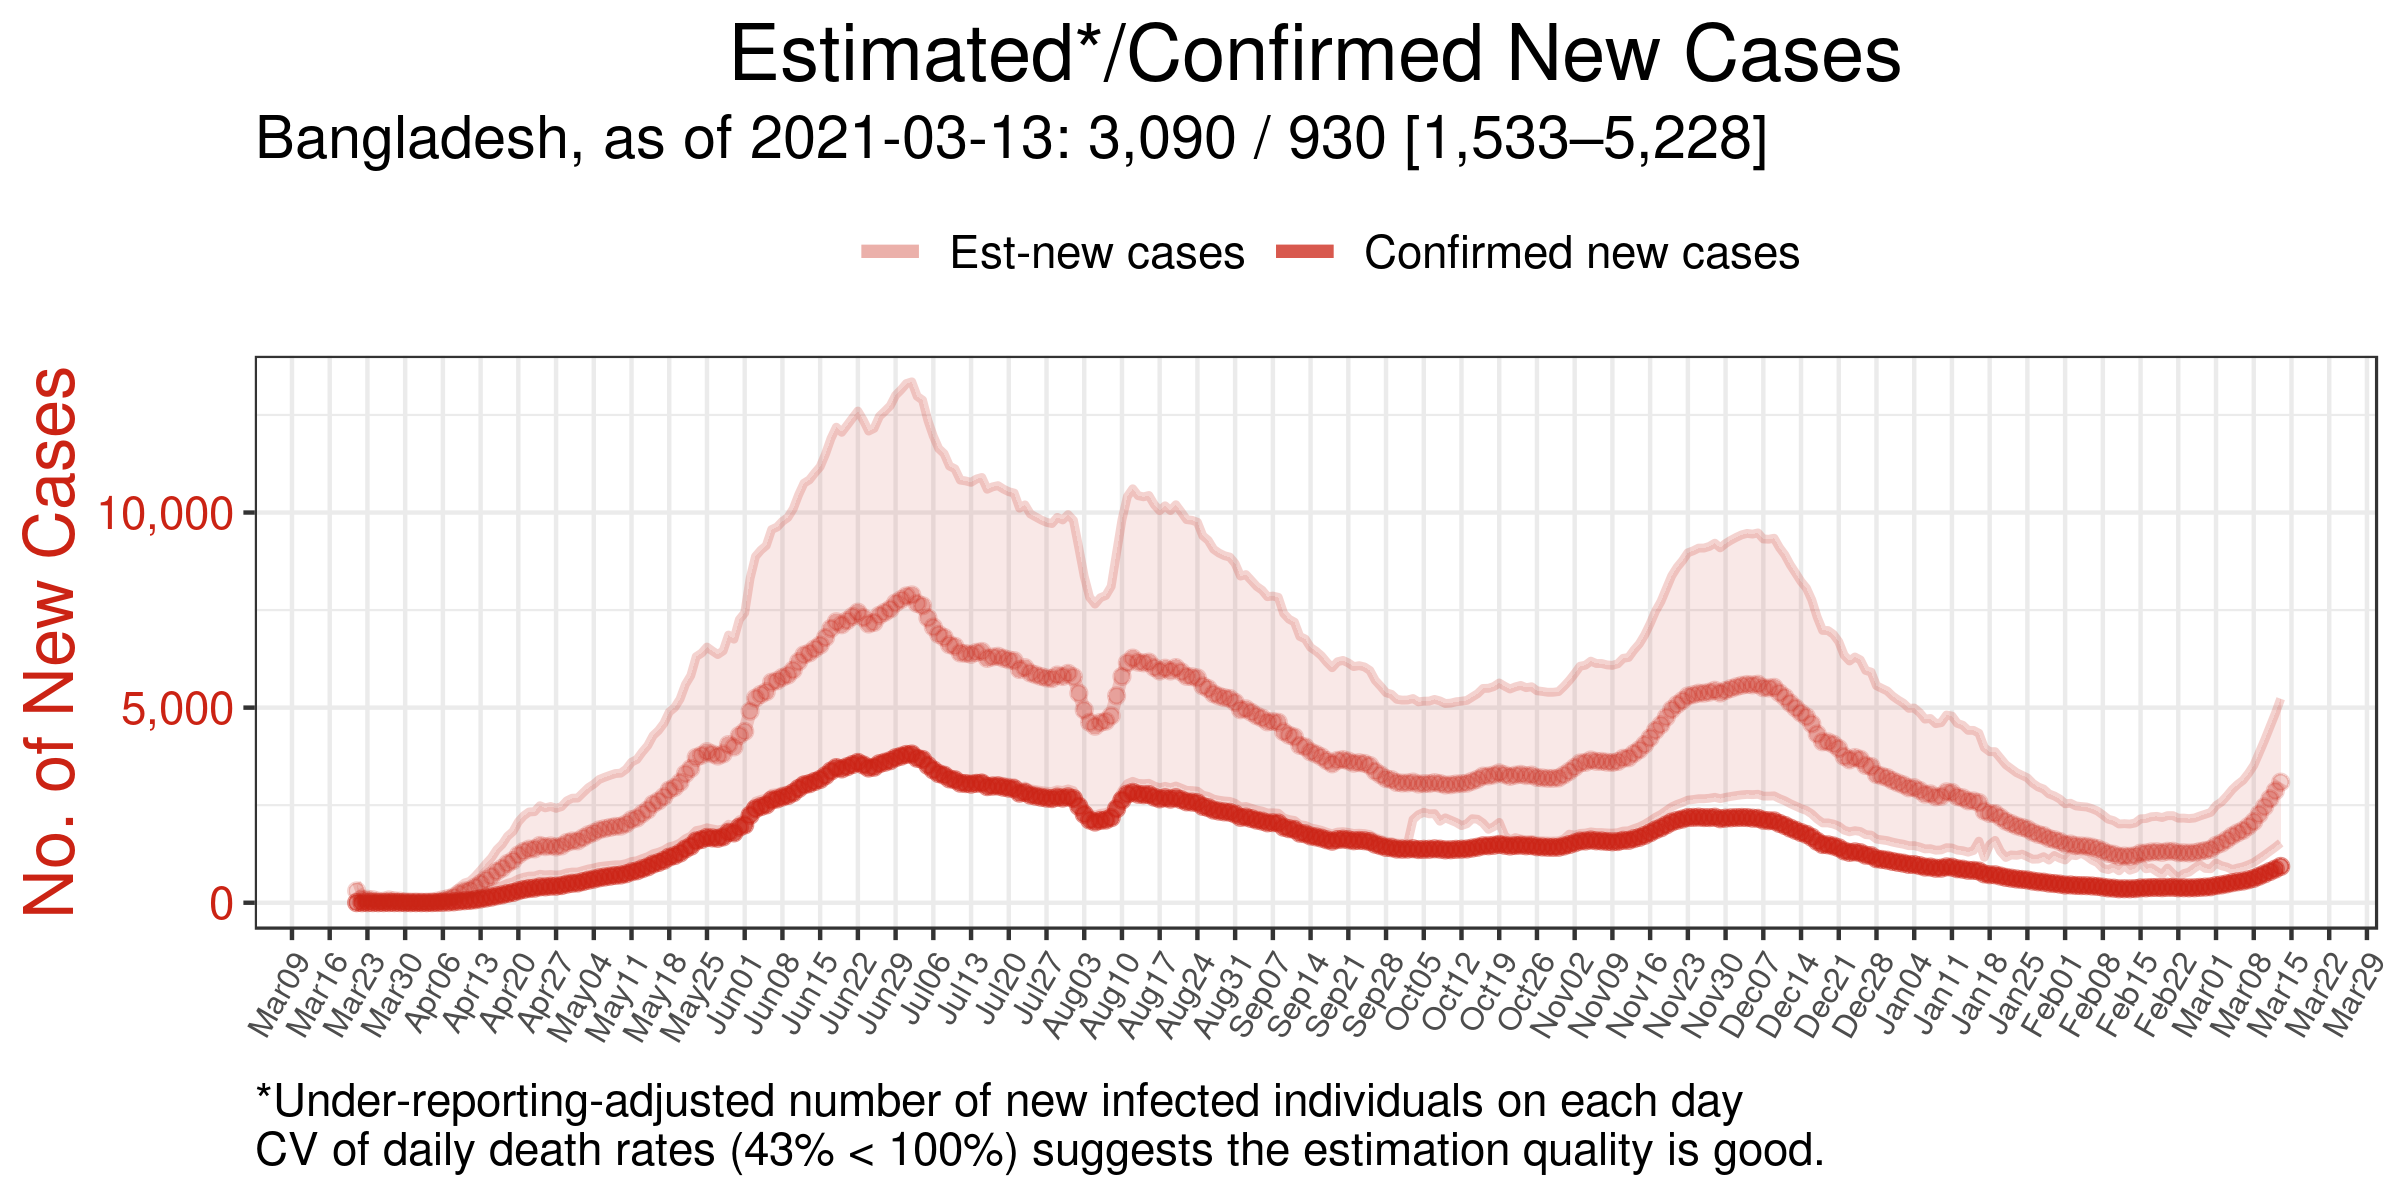 Estimated*/Confirmed New Cases
Bangladesh, as of 2021-03-13: 3,090 / 930 [1,533–5,228]
Est-new cases
Confirmed new cases
No. of New Cases
10,000
5,000
0
Mar09
Mar16
Mar23
Mar30
Apr06
Apr13
Apr20
Apr27
May04
May11
May18
May25
Jun01
Jun08
Jun15
Jun22
Jun29
Jul06
Jul13
Jul20
Jul27
Aug03
Aug10
Aug17
Aug24
Aug31
Sep07
Sep14
Sep21
Sep28
Oct05
Oct12
Oct19
Oct26
Nov02
Nov09
Nov16
Nov23
Nov30
Dec07
Dec14
Dec21
Dec28
Jan04
Jan11
Jan18
Jan25
Feb01
Feb08
Feb15
Feb22
Mar01
Mar08
Mar15
Mar22
Mar29
*Under-reporting-adjusted number of new infected individuals on each day
CV of daily death rates (43% < 100%) suggests the estimation quality is good.